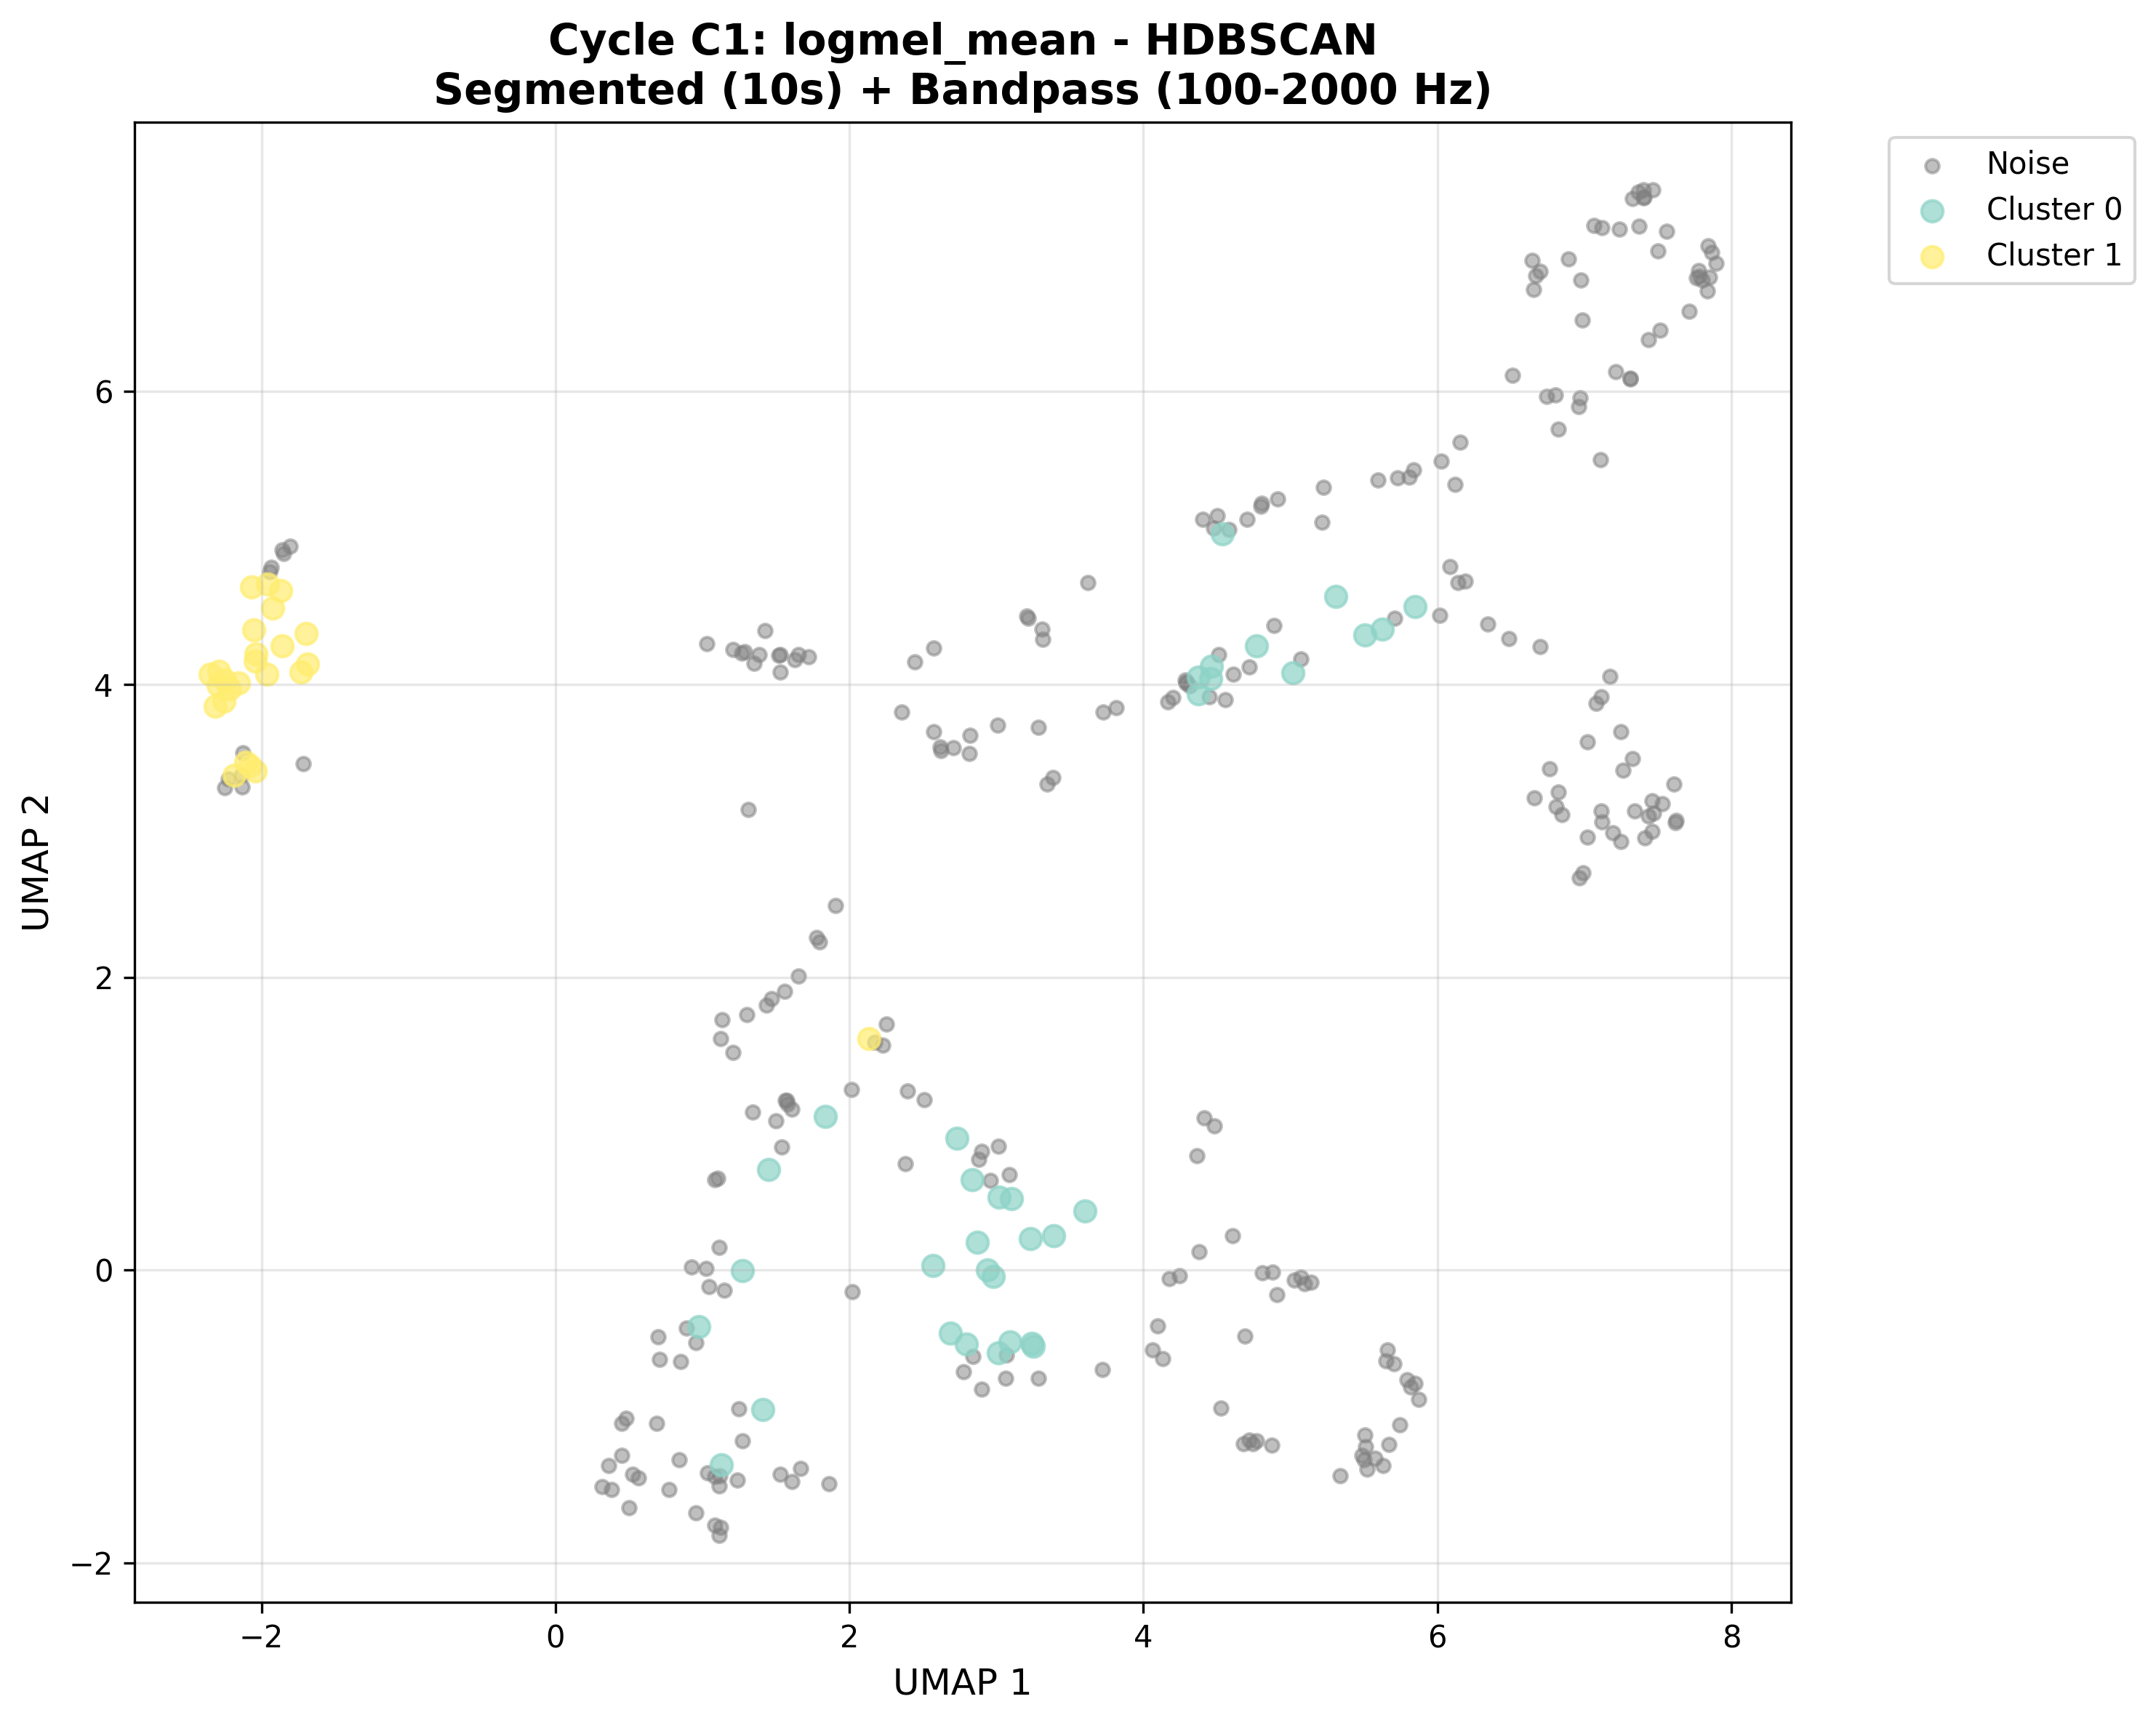 Cycle C1: logmel_mean - HDBSCAN
Segmented (10s) + Bandpass (100-2000 Hz)
Noise
Cluster 0
Cluster 1
6
4
2
0
−2
UMAP 2
−2
0
2
4
6
8
UMAP 1